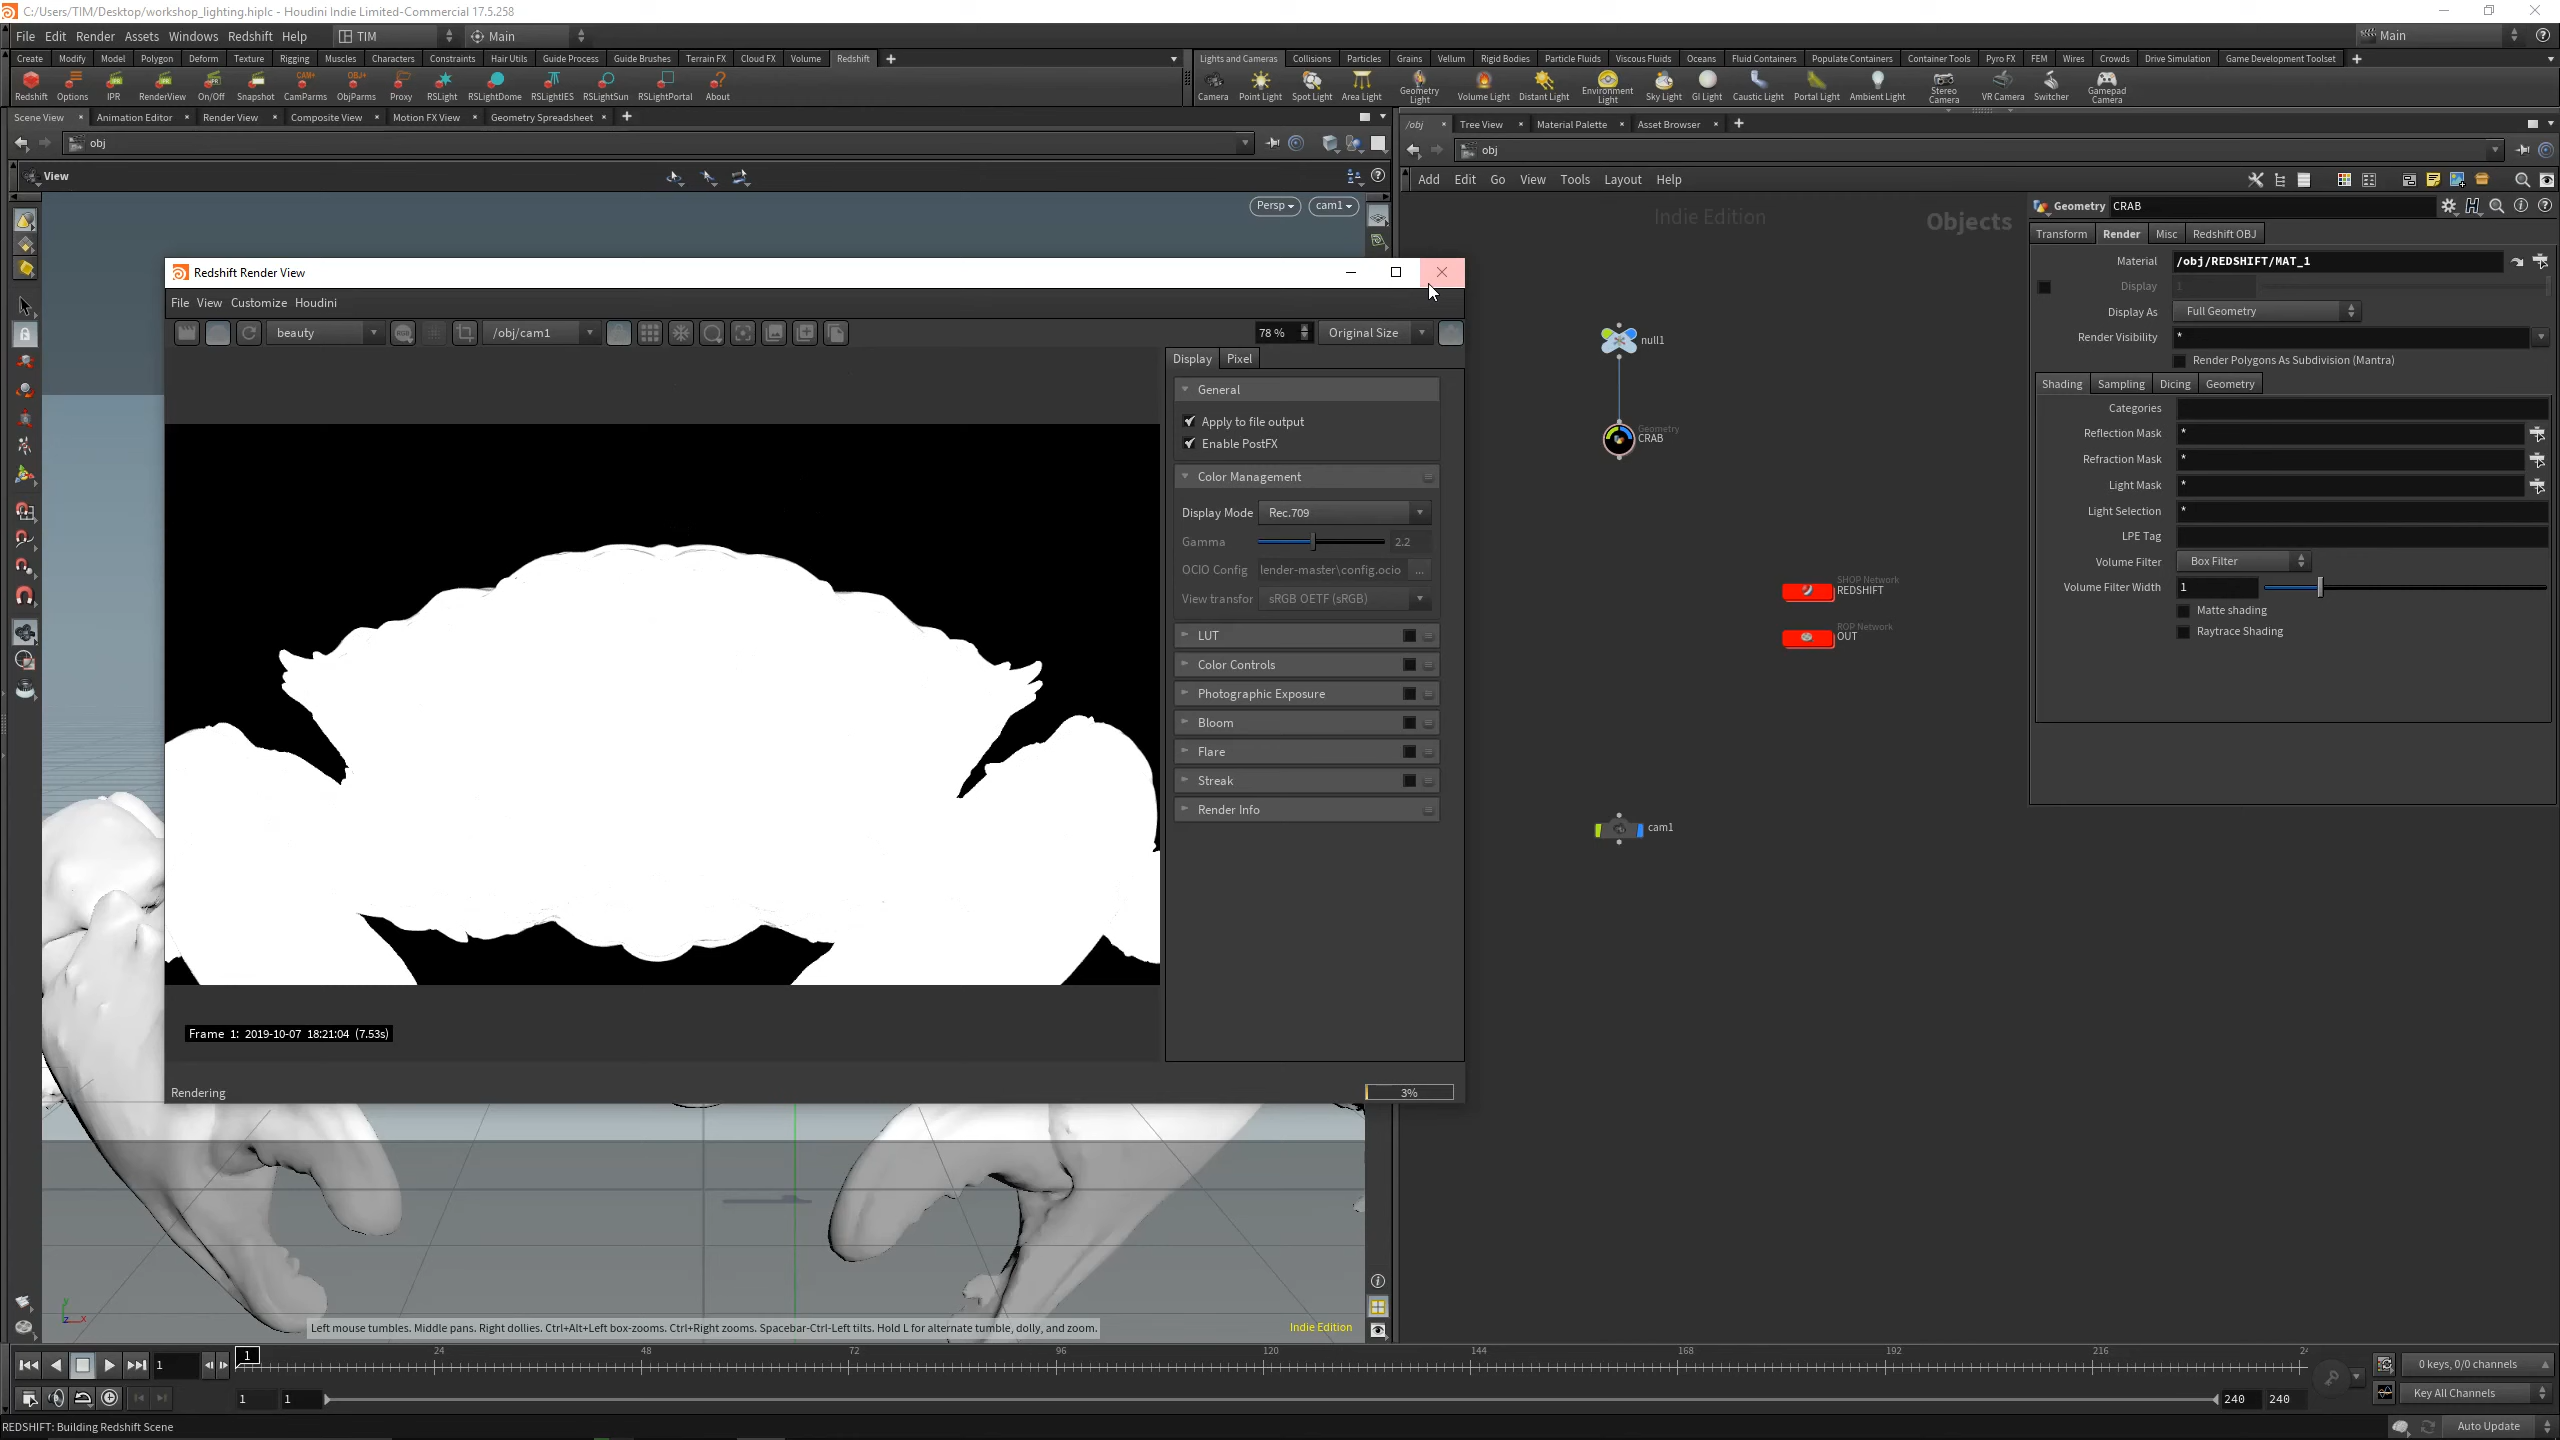 C:/Users/TIM/Desktop/workshop_lighting.hiplc - Houdini Indie Limited-Commercial 17.5.258
File Edit Render Assets Windows Redshift Help TIM Main Main
Create Modify Model Polygon Deform Texture Rigging Muscles Characters Constraints Hair Utils Guide Process Guide Brushes Terrain FX Cloud FX Volume Redshift
Lights and Cameras Collisions Particles Grains Vellum Rigid Bodies Particle Fluids Viscous Fluids Oceans Fluid Containers Populate Containers Container Tools Pyro FX FEM Wires Crowds Drive Simulation Game Development Toolset
Redshift Options IPR RenderView On/Off Snapshot CamParms ObjParms Proxy RSLight RSLightDome RSLightIES RSLightSun RSLightPortal About
Camera Point Light Spot Light Area Light Geometry Light Volume Light Distant Light Environment Light Sky Light GI Light Caustic Light Portal Light Ambient Light Stereo Camera VR Camera Switcher Gamepad Camera
Scene View Animation Editor Render View Composite View Motion FX View Geometry Spreadsheet
/obj Tree View Material Palette Asset Browser
obj
obj
View
Add Edit Go View Tools Layout Help
Persp cam1
Indie Edition
Objects
Geometry CRAB
Transform Render Misc Redshift OBJ
Material /obj/REDSHIFT/MAT_1
Display 1
Display As Full Geometry
Render Visibility *
Render Polygons As Subdivision (Mantra)
Shading Sampling Dicing Geometry
Categories
Reflection Mask *
Refraction Mask *
Light Mask *
Light Selection *
LPE Tag
Volume Filter Box Filter
Volume Filter Width 1
Matte shading
Raytrace Shading
Redshift Render View
File View Customize Houdini
beauty /obj/cam1 78 % Original Size
Display Pixel
General
Apply to file output
Enable PostFX
Color Management
Display Mode Rec.709
Gamma 2.2
OCIO Config lender-master\config.ocio ...
View transfor sRGB OETF (sRGB)
LUT
Color Controls
Photographic Exposure
Bloom
Flare
Streak
Render Info
Frame 1: 2019-10-07 18:21:04 (7.53s)
Rendering 3%
null1
Geometry
CRAB
SHOP Network
REDSHIFT
ROP Network
OUT
cam1
Left mouse tumbles. Middle pans. Right dollies. Ctrl+Alt+Left box-zooms. Ctrl+Right zooms. Spacebar-Ctrl-Left tilts. Hold L for alternate tumble, dolly, and zoom.
Indie Edition
1 1 24 48 72 96 120 144 168 192 216 24
0 keys, 0/0 channels
1 1 240 240
Key All Channels
REDSHIFT: Building Redshift Scene
Auto Update